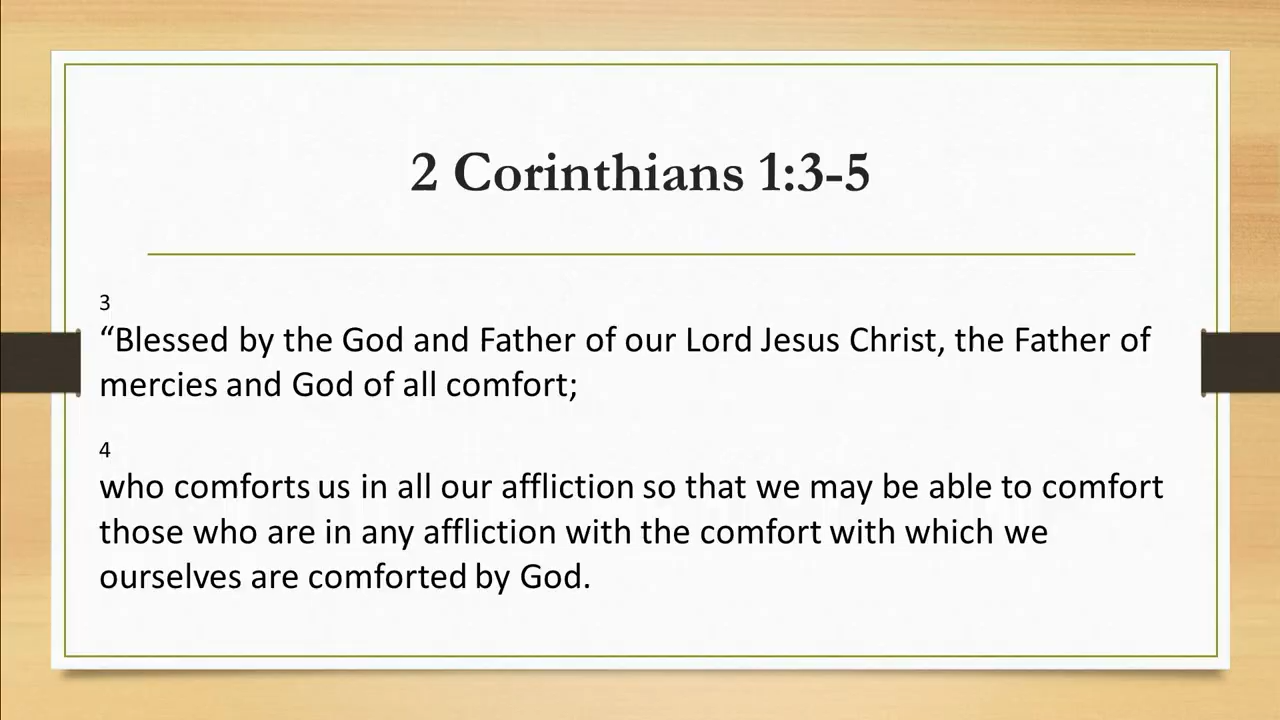 2 Corinthians 1:3-5
3
“Blessed by the God and Father of our Lord Jesus Christ, the Father of
mercies and God of all comfort;
4
who comforts us in all our affliction so that we may be able to comfort
those who are in any affliction with the comfort with which we
ourselves are comforted by God.